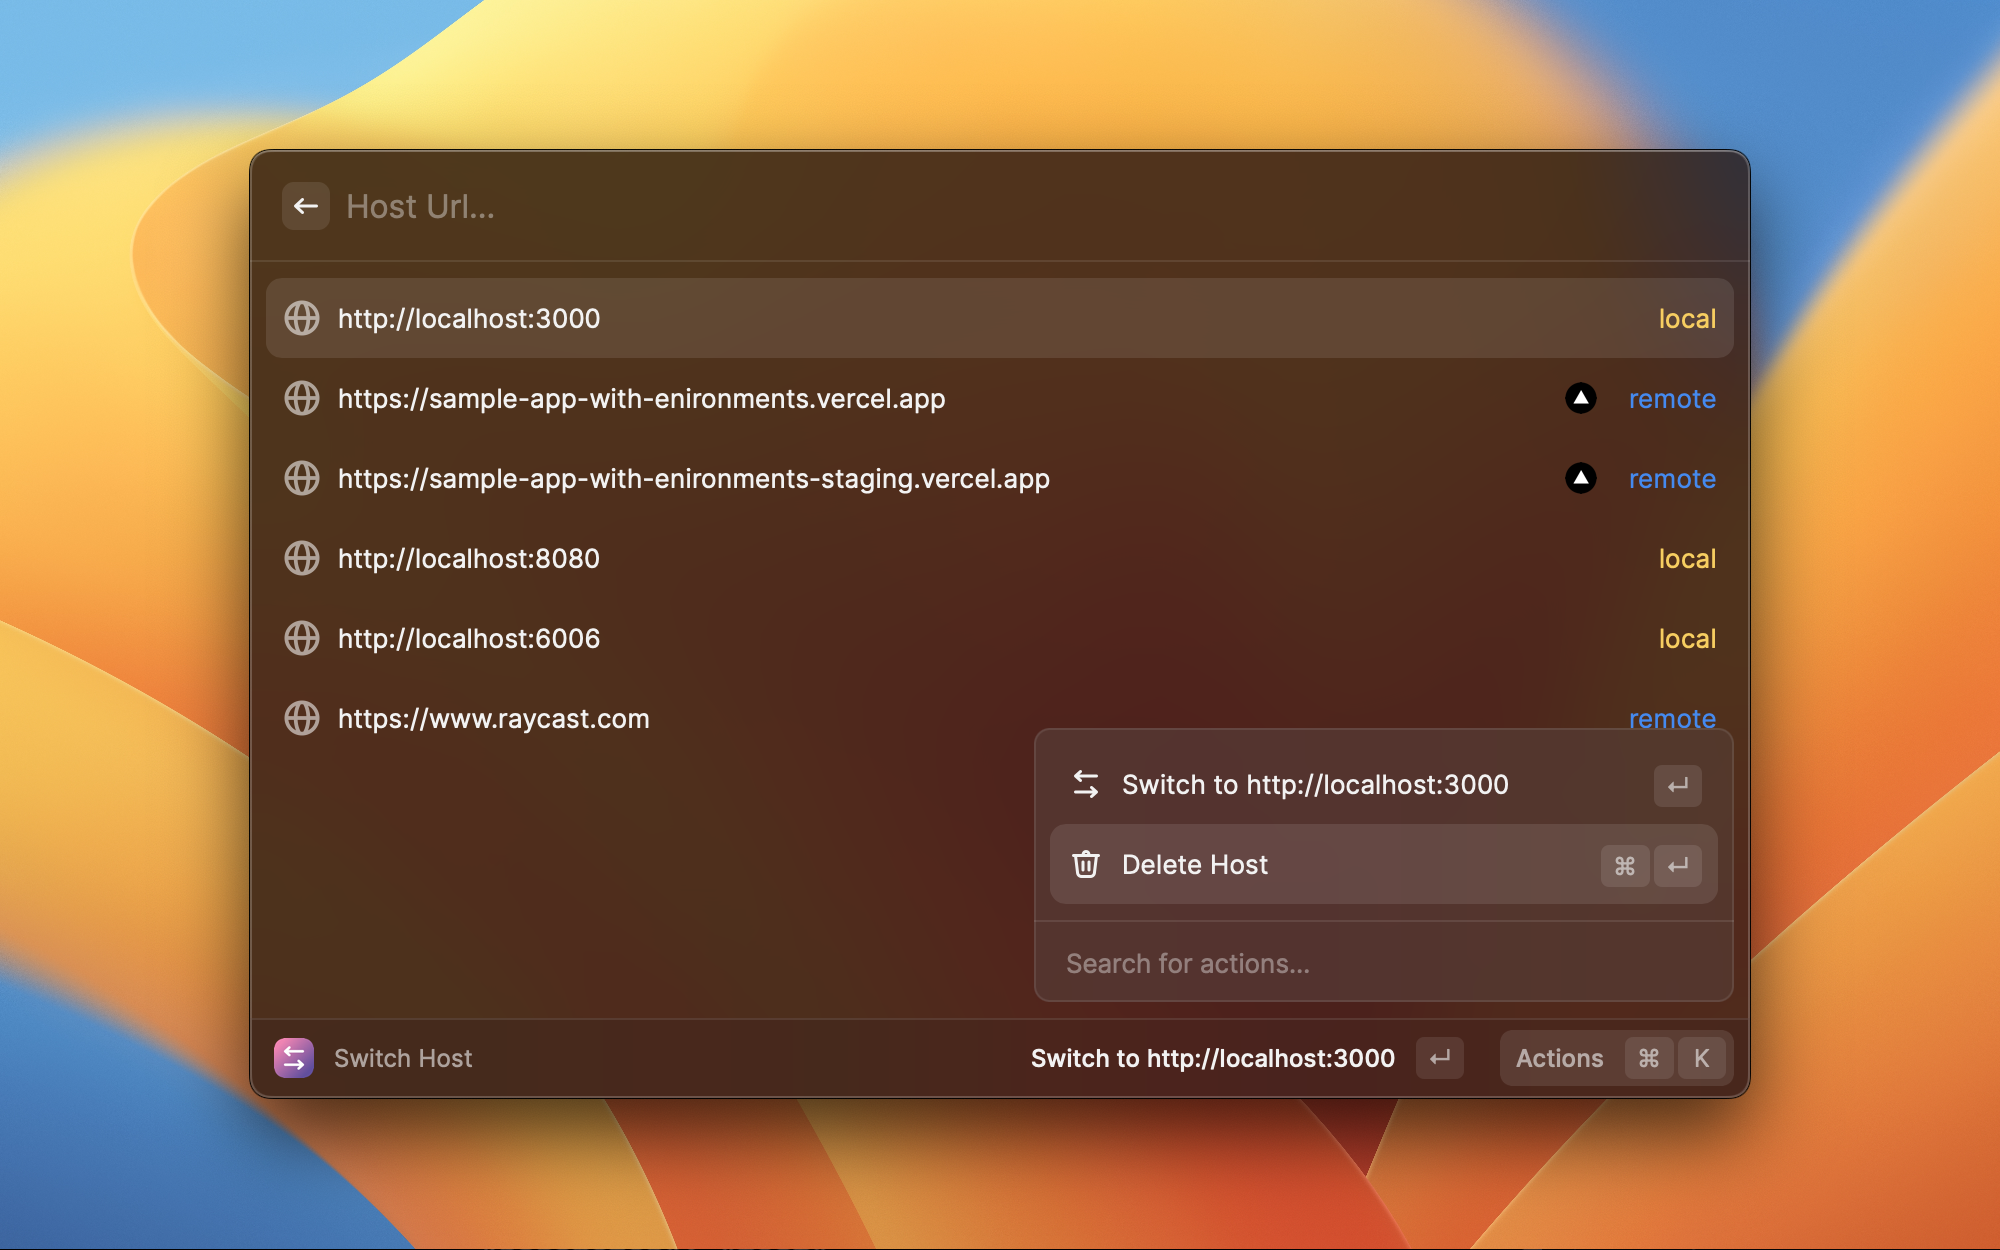 Host Url...
http://localhost:3000 local
https://sample-app-with-enironments.vercel.app remote
https://sample-app-with-enironments-staging.vercel.app remote
http://localhost:8080 local
http://localhost:6006 local
https://www.raycast.com remote
Switch to http://localhost:3000 ↵
Delete Host ⌘ ↵
Search for actions...
Switch Host Switch to http://localhost:3000 ↵ Actions ⌘ K